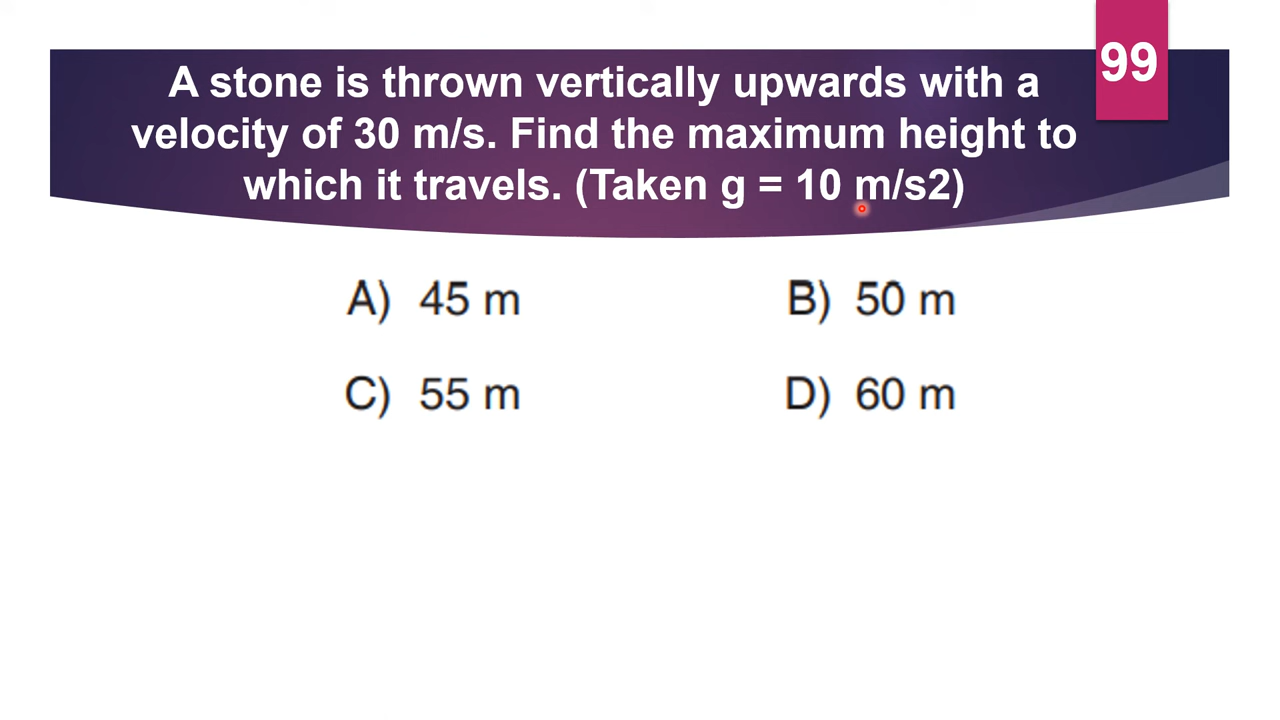 99
A stone is thrown vertically upwards with a
velocity of 30 m/s. Find the maximum height to
which it travels. (Taken g = 10 m/s2)
A) 45 m
B) 50 m
C) 55 m
D) 60 m